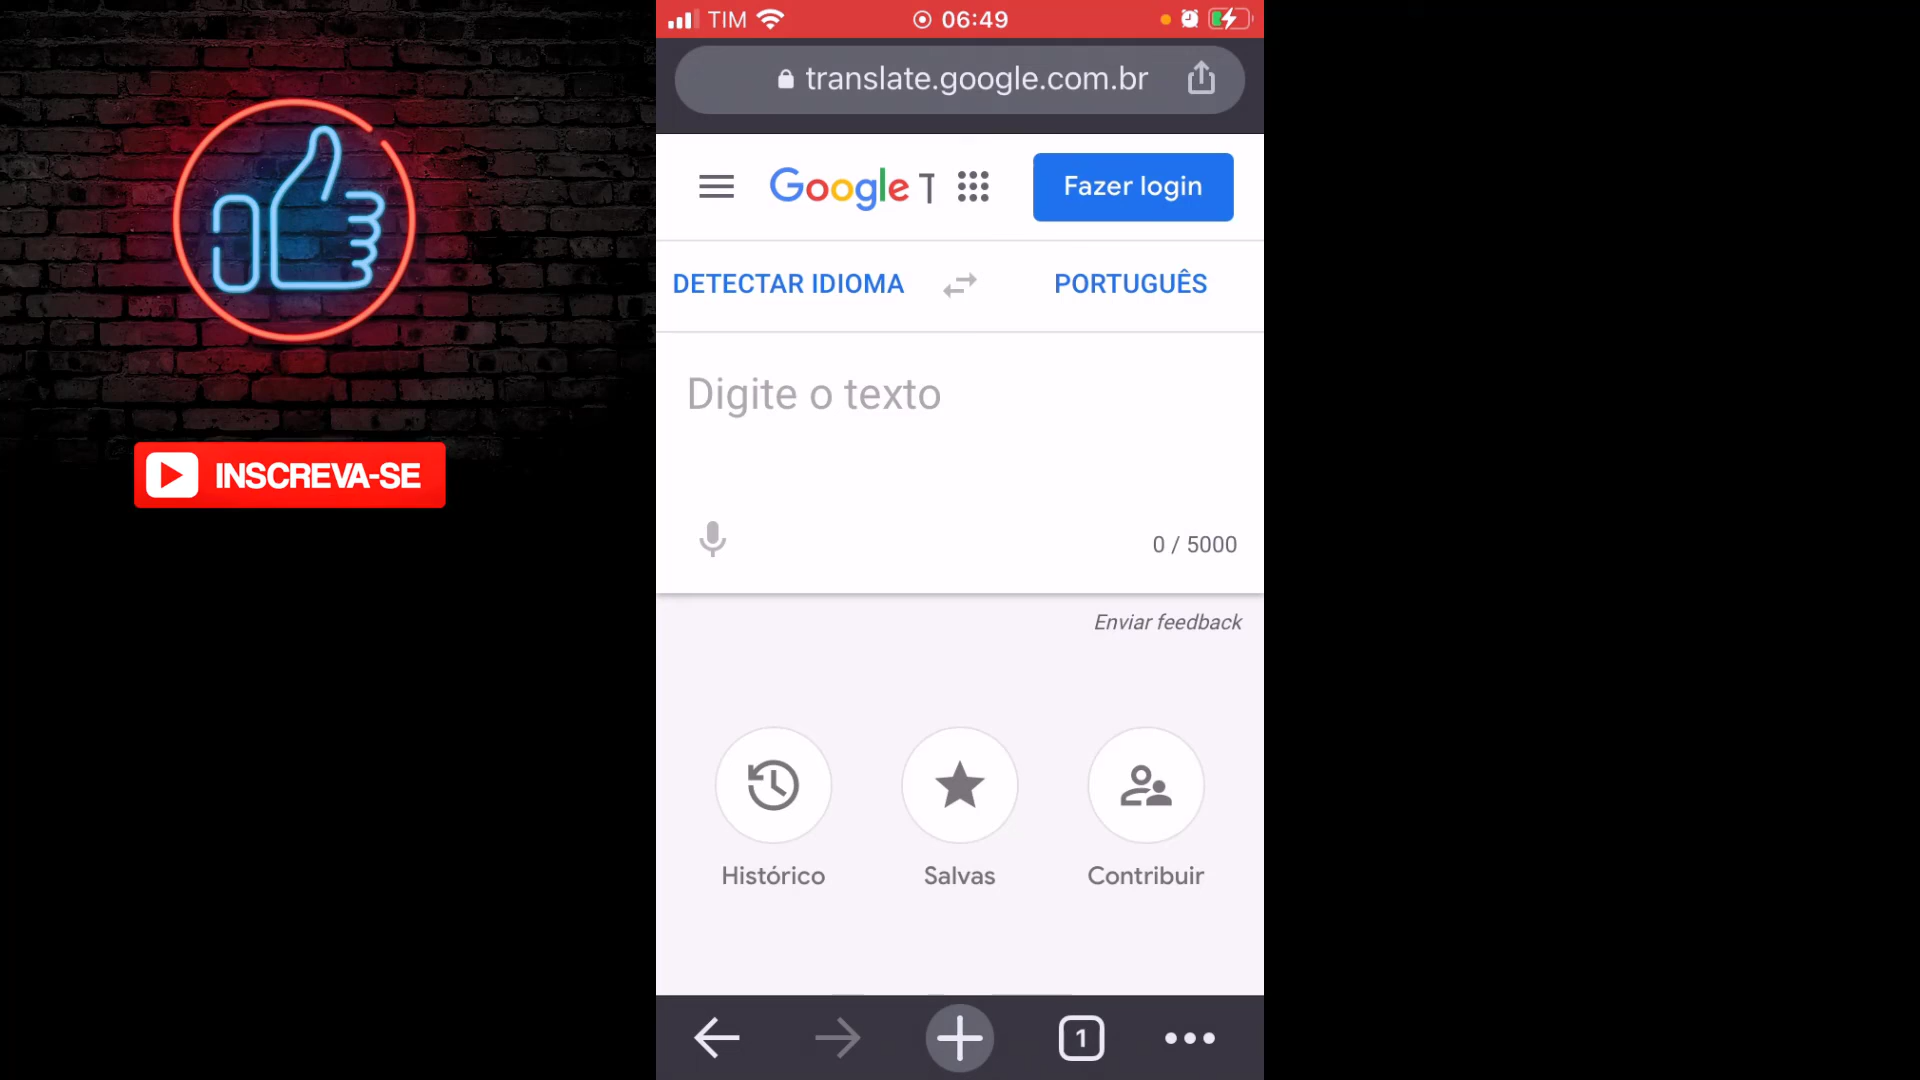 TIM 06:49
translate.google.com.br
Google T
Fazer login
DETECTAR IDIOMA
PORTUGUÊS
Digite o texto
0 / 5000
Enviar feedback
Histórico
Salvas
Contribuir
1
INSCREVA-SE